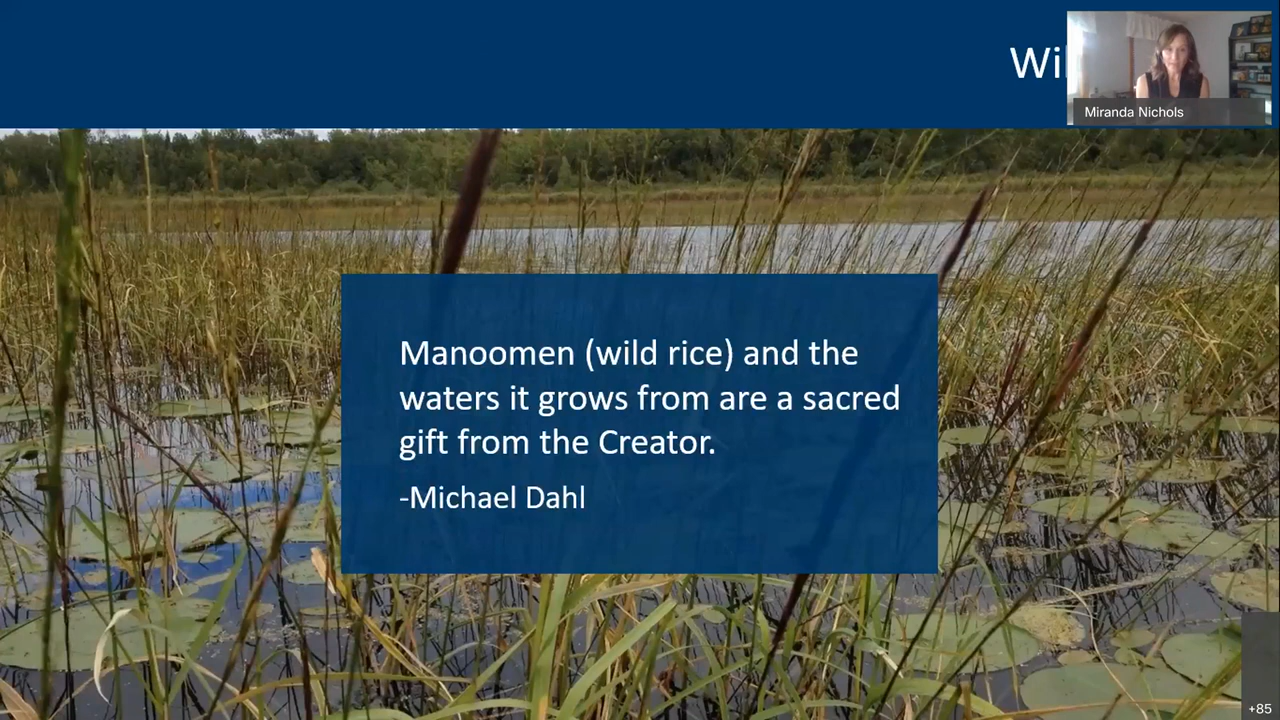 Wil
Miranda Nichols
Manoomen (wild rice) and the
waters it grows from are a sacred
gift from the Creator.
-Michael Dahl
+85